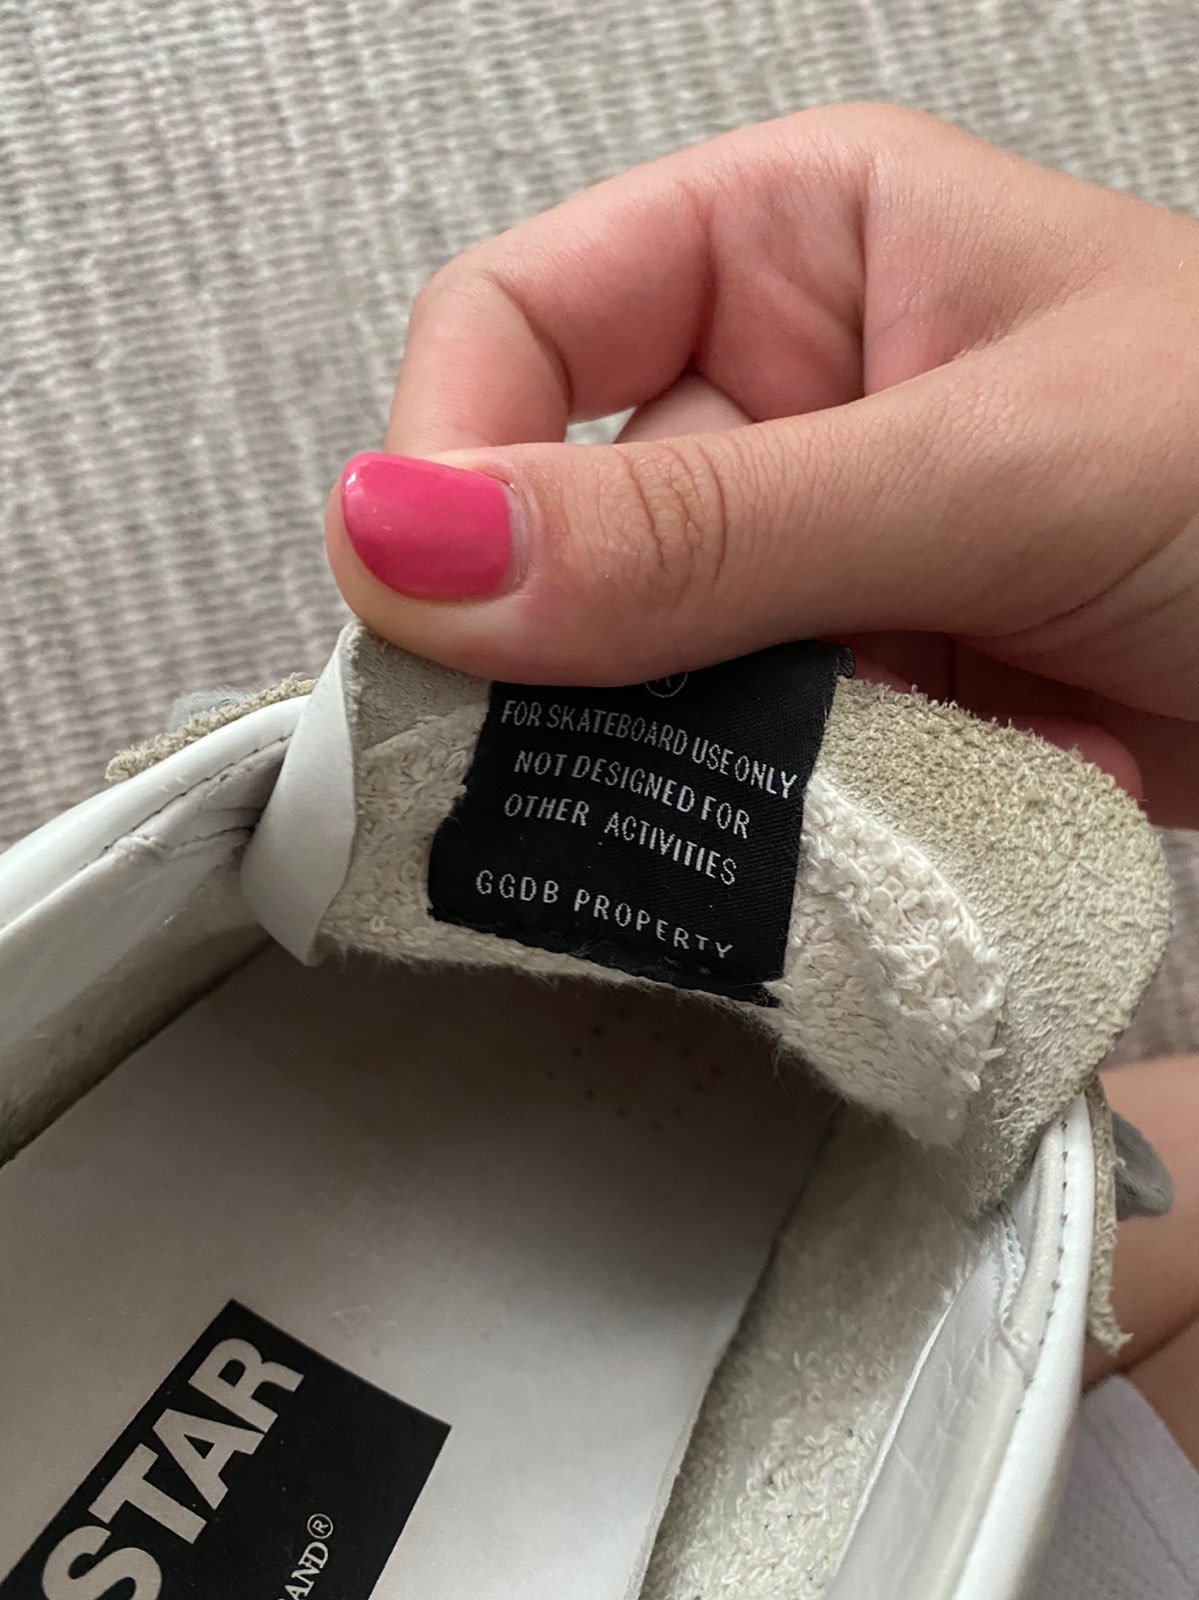 FOR SKATEBOARD USE ONLY
NOT DESIGNED FOR
OTHER ACTIVITIES
GGDB PROPERTY
STAR